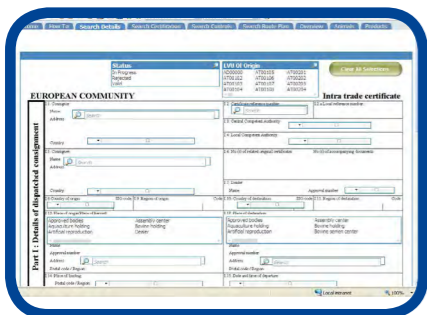 How To
Search Details
Search Certification
Search Controls
Search Route Plan
Overview
Animals
Products
Status
In Progress
Rejected
Valid
LVU Of Origin
AD00000 AT00105 AT00201
AT00101 AT00106 AT00202
AT00102 AT00107 AT00203
AT00104 AT00108 AT00204
Clear All Selections
EUROPEAN COMMUNITY
Intra trade certificate
Part I : Details of dispatched consignment
I.1. Consignor
Name
Search
Address
Country
I.2. Certificate reference number
I.2.a Local reference number:
Search
I.3. Central Competent Authority
I.4. Local Competent Authority
I.5. Consignee
Name
Search
Address
Country
I.6. No.(s) of related original certificates
No.(s) of accompanying documents
I.7. Dealer
Name
Approval number
I.8. Country of origin
ISO code
I.9. Region of origin
Code
I.10. Country of destination
ISO code
I.11. Region of destination
Code
I.12. Place of origin/Place of harvest
Approved bodies Assembly center
Aquaculture holding Bovine holding
Artificial reproduction Dealer
Name
Approval number
Address
Search
Postal code / Region
I.13. Place of destination
Approved bodies Assembly center
Aquaculture holding Bovine holding
Artificial reproduction Bovine semen center
Name
Approval number
Address
Search
Postal code / Region
I.14. Place of loading
Postal code / Region
I.15. Date and time of departure
Local intranet
100%